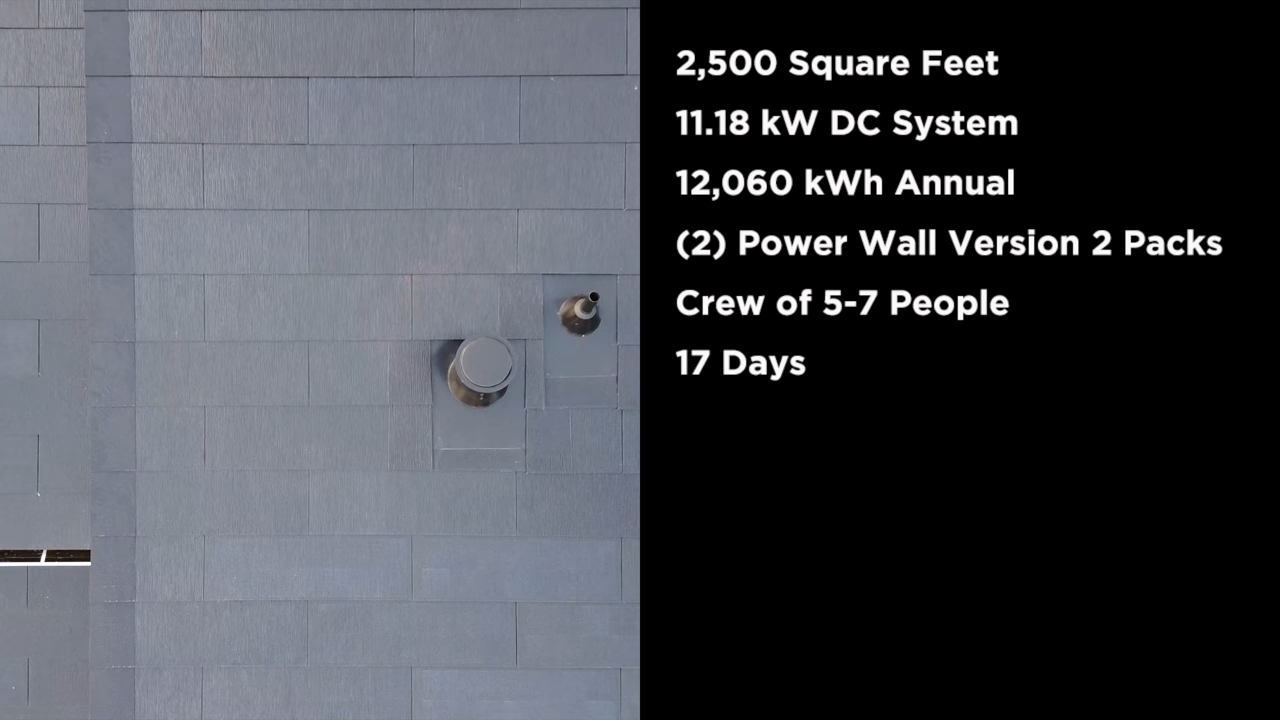 2,500 Square Feet
11.18 kW DC System
12,060 kWh Annual
(2) Power Wall Version 2 Packs
Crew of 5-7 People
17 Days